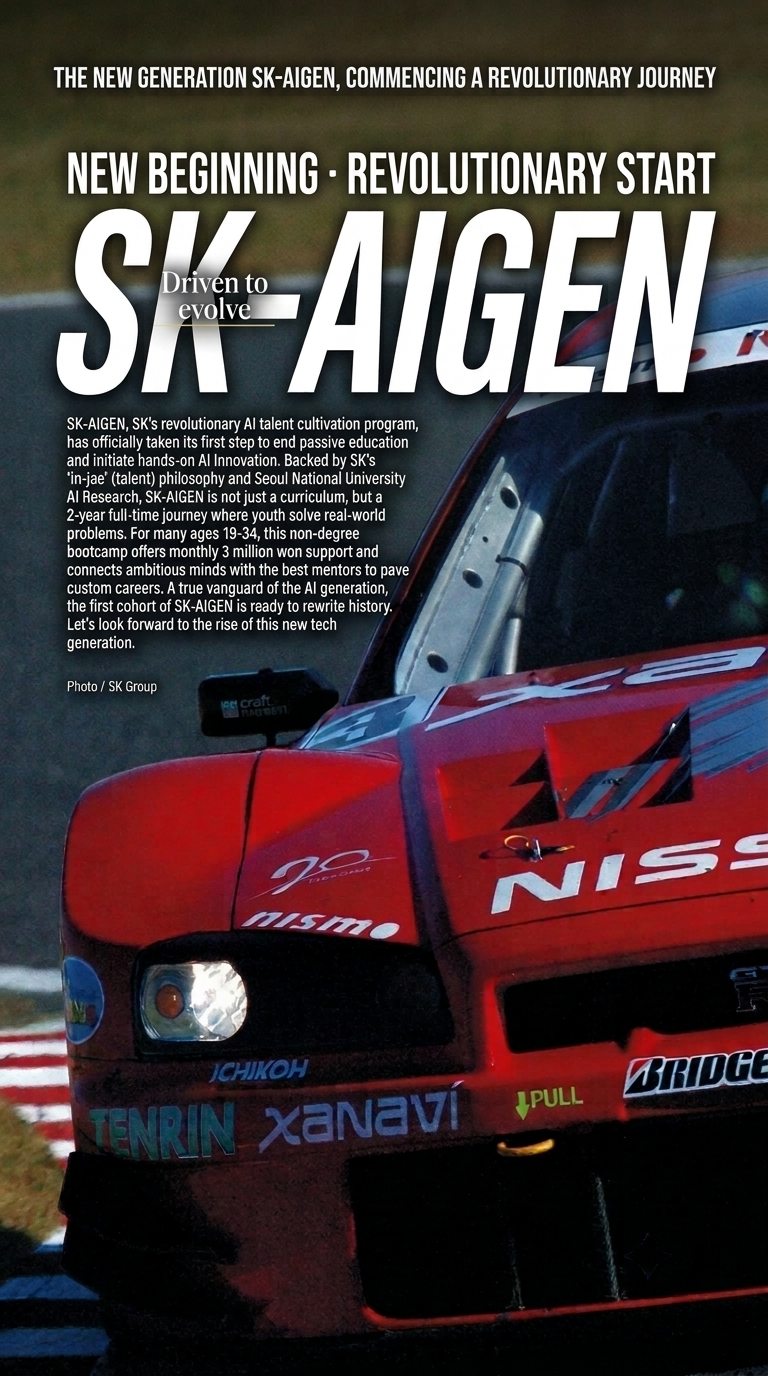 THE NEW GENERATION SK-AIGEN, COMMENCING A REVOLUTIONARY JOURNEY
NEW BEGINNING · REVOLUTIONARY START
SK-AIGEN
Driven to
evolve
SK-AIGEN, SK's revolutionary AI talent cultivation program,
has officially taken its first step to end passive education
and initiate hands-on AI Innovation. Backed by SK's
'in-jae' (talent) philosophy and Seoul National University
AI Research, SK-AIGEN is not just a curriculum, but a
2-year full-time journey where youth solve real-world
problems. For many ages 19-34, this non-degree
bootcamp offers monthly 3 million won support and
connects ambitious minds with the best mentors to pave
custom careers. A true vanguard of the AI generation,
the first cohort of SK-AIGEN is ready to rewrite history.
Let's look forward to the rise of this new tech
generation.
Photo / SK Group
craft
xa
NISS
20
nismo
GT
R
ICHIKOH
BRIDGE
PULL
TENRIN
xanavi